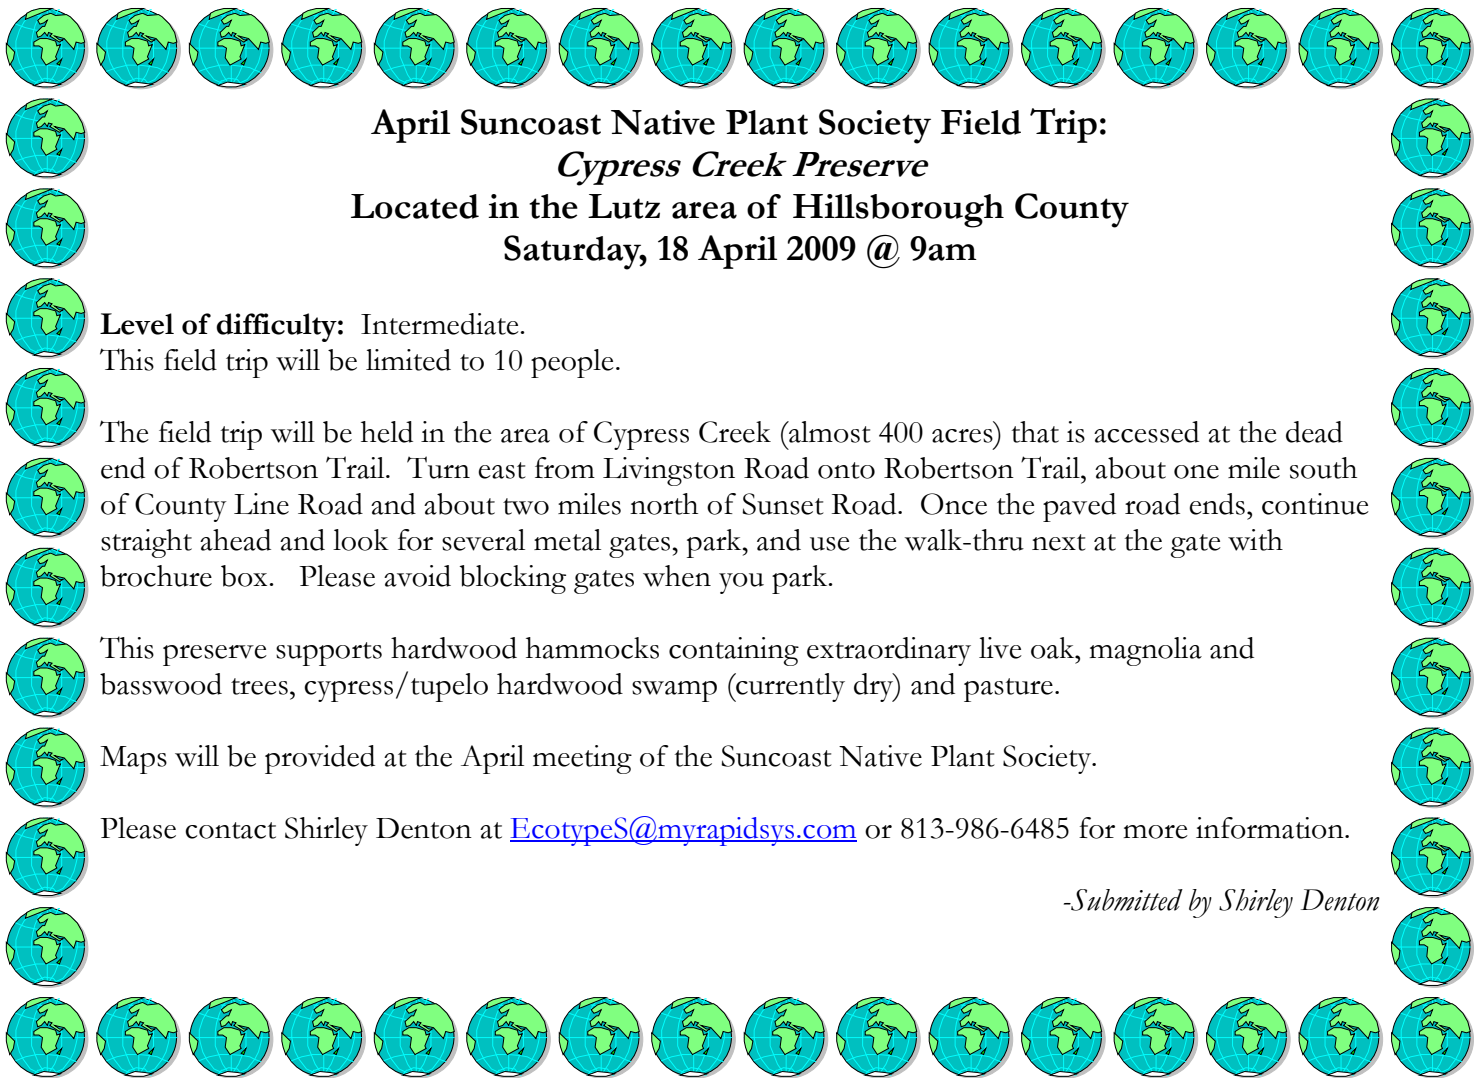 April Suncoast Native Plant Society Field Trip:
Cypress Creek Preserve
Located in the Lutz area of Hillsborough County
Saturday, 18 April 2009 @ 9am
Level of difficulty: Intermediate.
This field trip will be limited to 10 people.
The field trip will be held in the area of Cypress Creek (almost 400 acres) that is accessed at the dead
end of Robertson Trail. Turn east from Livingston Road onto Robertson Trail, about one mile south
of County Line Road and about two miles north of Sunset Road. Once the paved road ends, continue
straight ahead and look for several metal gates, park, and use the walk-thru next at the gate with
brochure box. Please avoid blocking gates when you park.
This preserve supports hardwood hammocks containing extraordinary live oak, magnolia and
basswood trees, cypress/tupelo hardwood swamp (currently dry) and pasture.
Maps will be provided at the April meeting of the Suncoast Native Plant Society.
Please contact Shirley Denton at EcotypeS@myrapidsys.com or 813-986-6485 for more information.
-Submitted by Shirley Denton